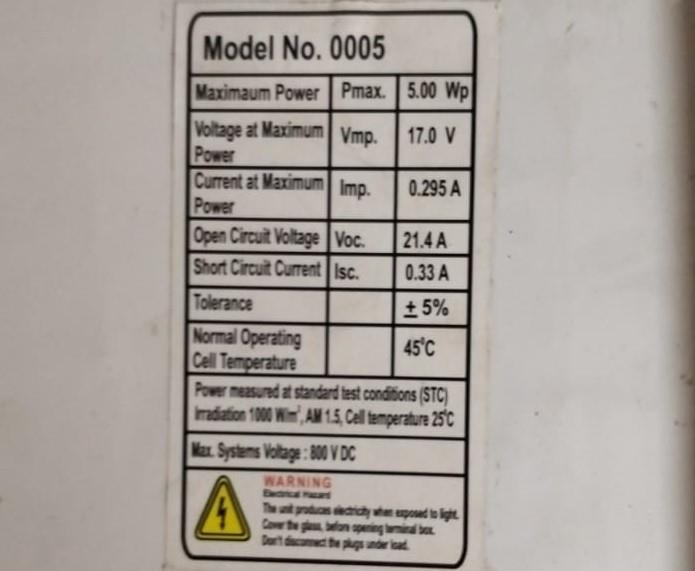 Model No. 0005
Maximaum Power Pmax. 5.00 Wp
Voltage at Maximum Power Vmp. 17.0 V
Current at Maximum Power Imp. 0.295 A
Open Circuit Voltage Voc. 21.4 A
Short Circuit Current Isc. 0.33 A
Tolerance ± 5%
Normal Operating Cell Temperature 45°C
Power measured at standard test conditions (STC)
Irradiation 1000 W/m², AM 1.5, Cell temperature 25°C
Max. Systems Voltage : 800 V DC
WARNING
Electrical Hazard
The unit produces electricity when exposed to light.
Cover the glass, before opening terminal box.
Don't disconnect the plugs under load.